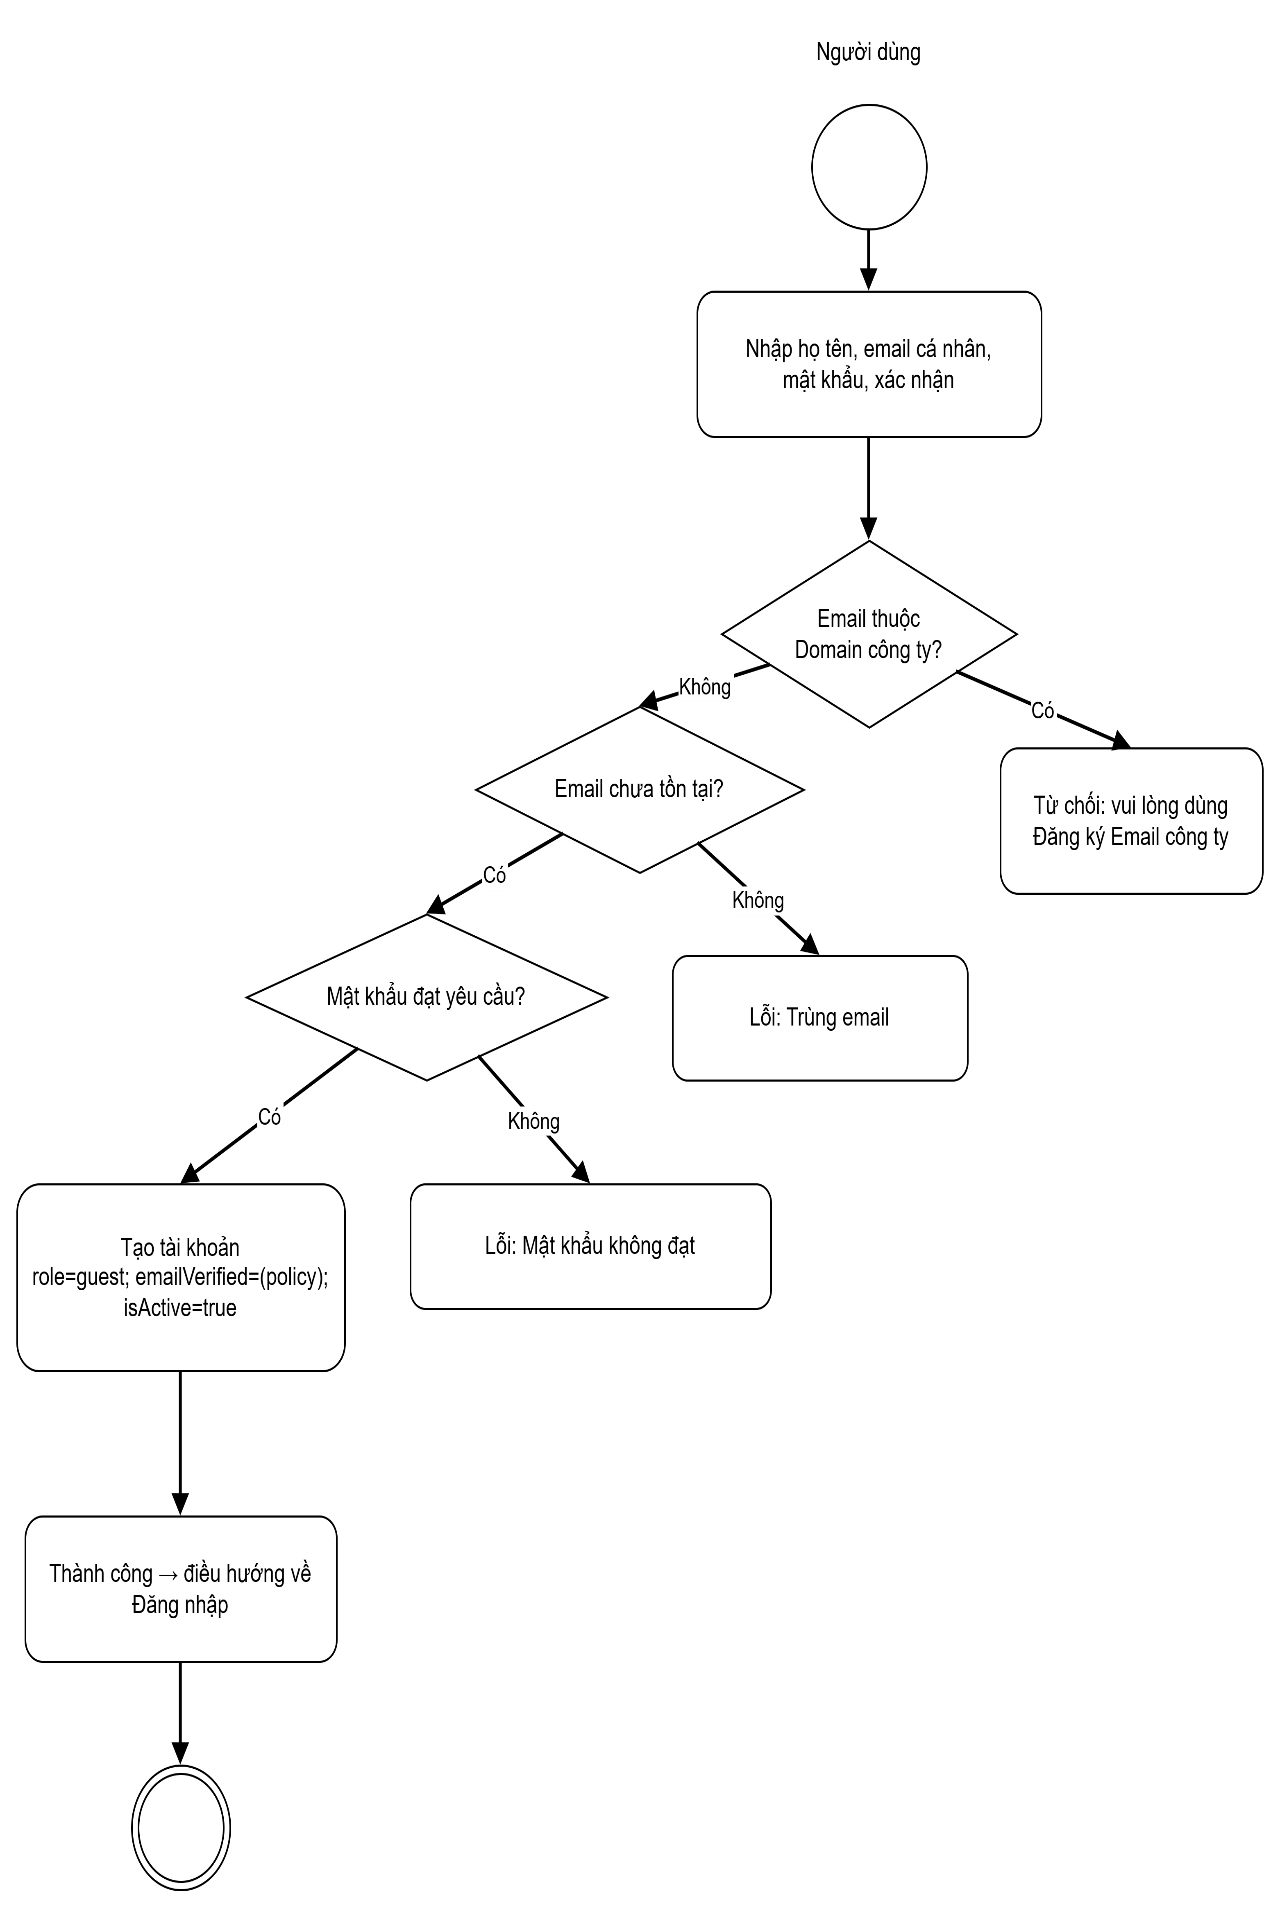 Người dùng
Nhập họ tên, email cá nhân,
mật khẩu, xác nhận
Email thuộc
Domain công ty?
Không
Có
Email chưa tồn tại?
Từ chối: vui lòng dùng
Đăng ký Email công ty
Có
Không
Mật khẩu đạt yêu cầu?
Lỗi: Trùng email
Có
Không
Tạo tài khoản
role=guest; emailVerified=(policy);
isActive=true
Lỗi: Mật khẩu không đạt
Thành công → điều hướng về
Đăng nhập